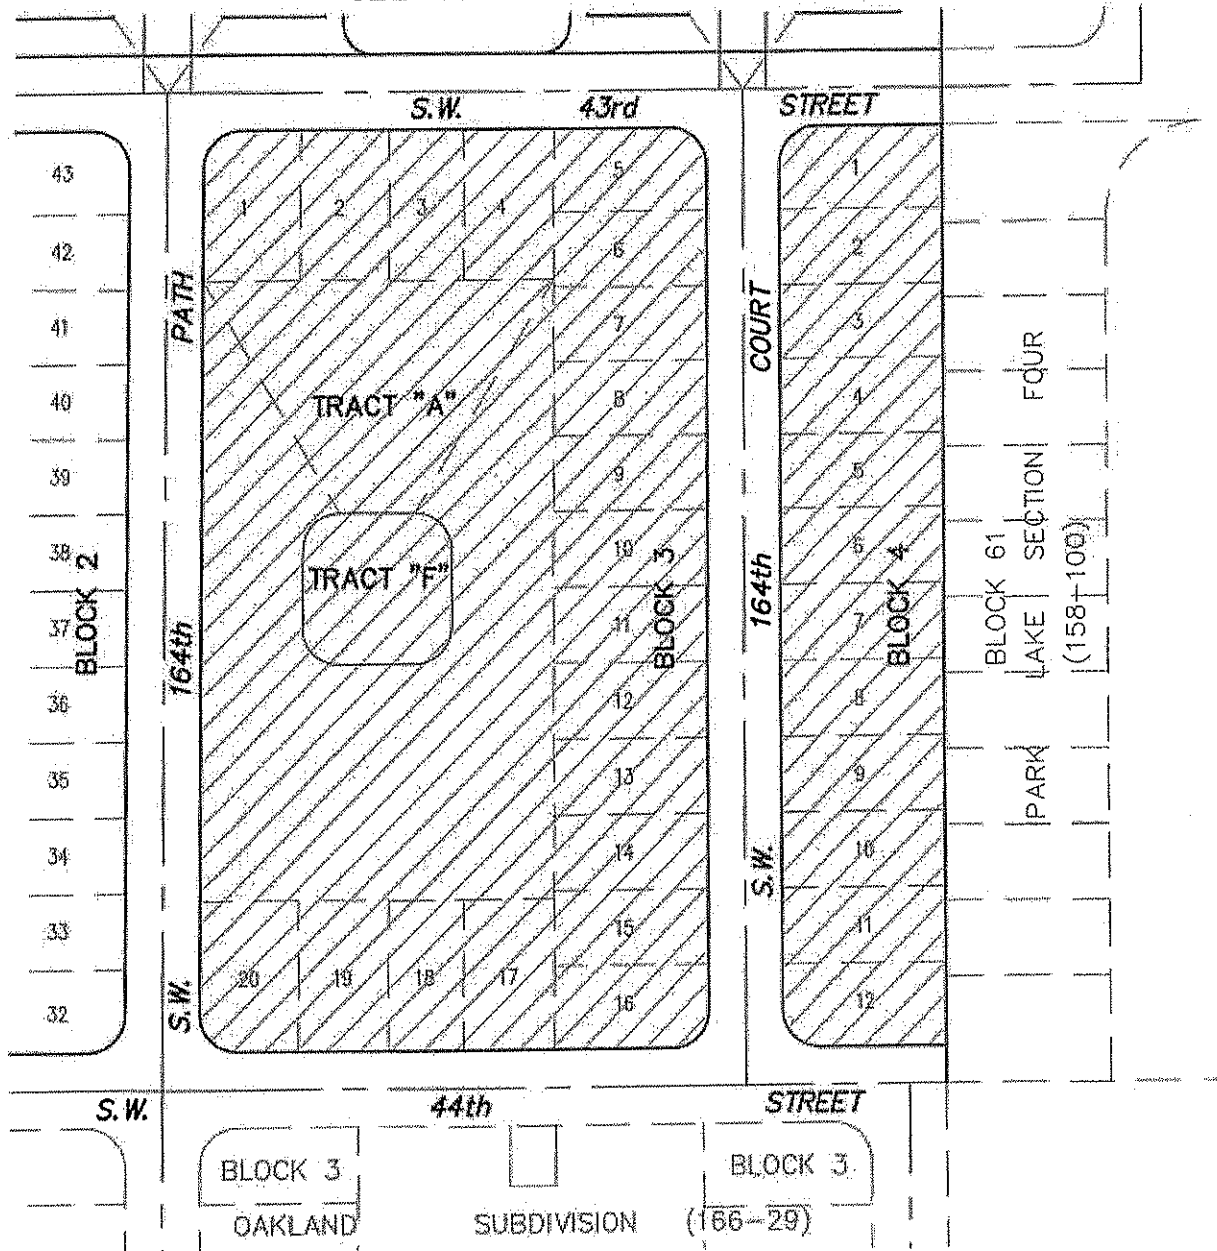 S.W. 43rd STREET
43
42
41
40
39
38
37
36
35
34
33
32
BLOCK 2
S.W. 164th PATH
1 2 3 4
5
6
7
8
9
10
11
12
13
14
15
16
20 19 18 17
TRACT "A"
TRACT "F"
BLOCK 3
S.W. 164th COURT
1
2
3
4
5
6
7
8
9
10
11
12
BLOCK 4
BLOCK 61
PARK LAKE SECTION FOUR
(158-100)
S.W. 44th STREET
BLOCK 3
BLOCK 3
OAKLAND SUBDIVISION (166-29)